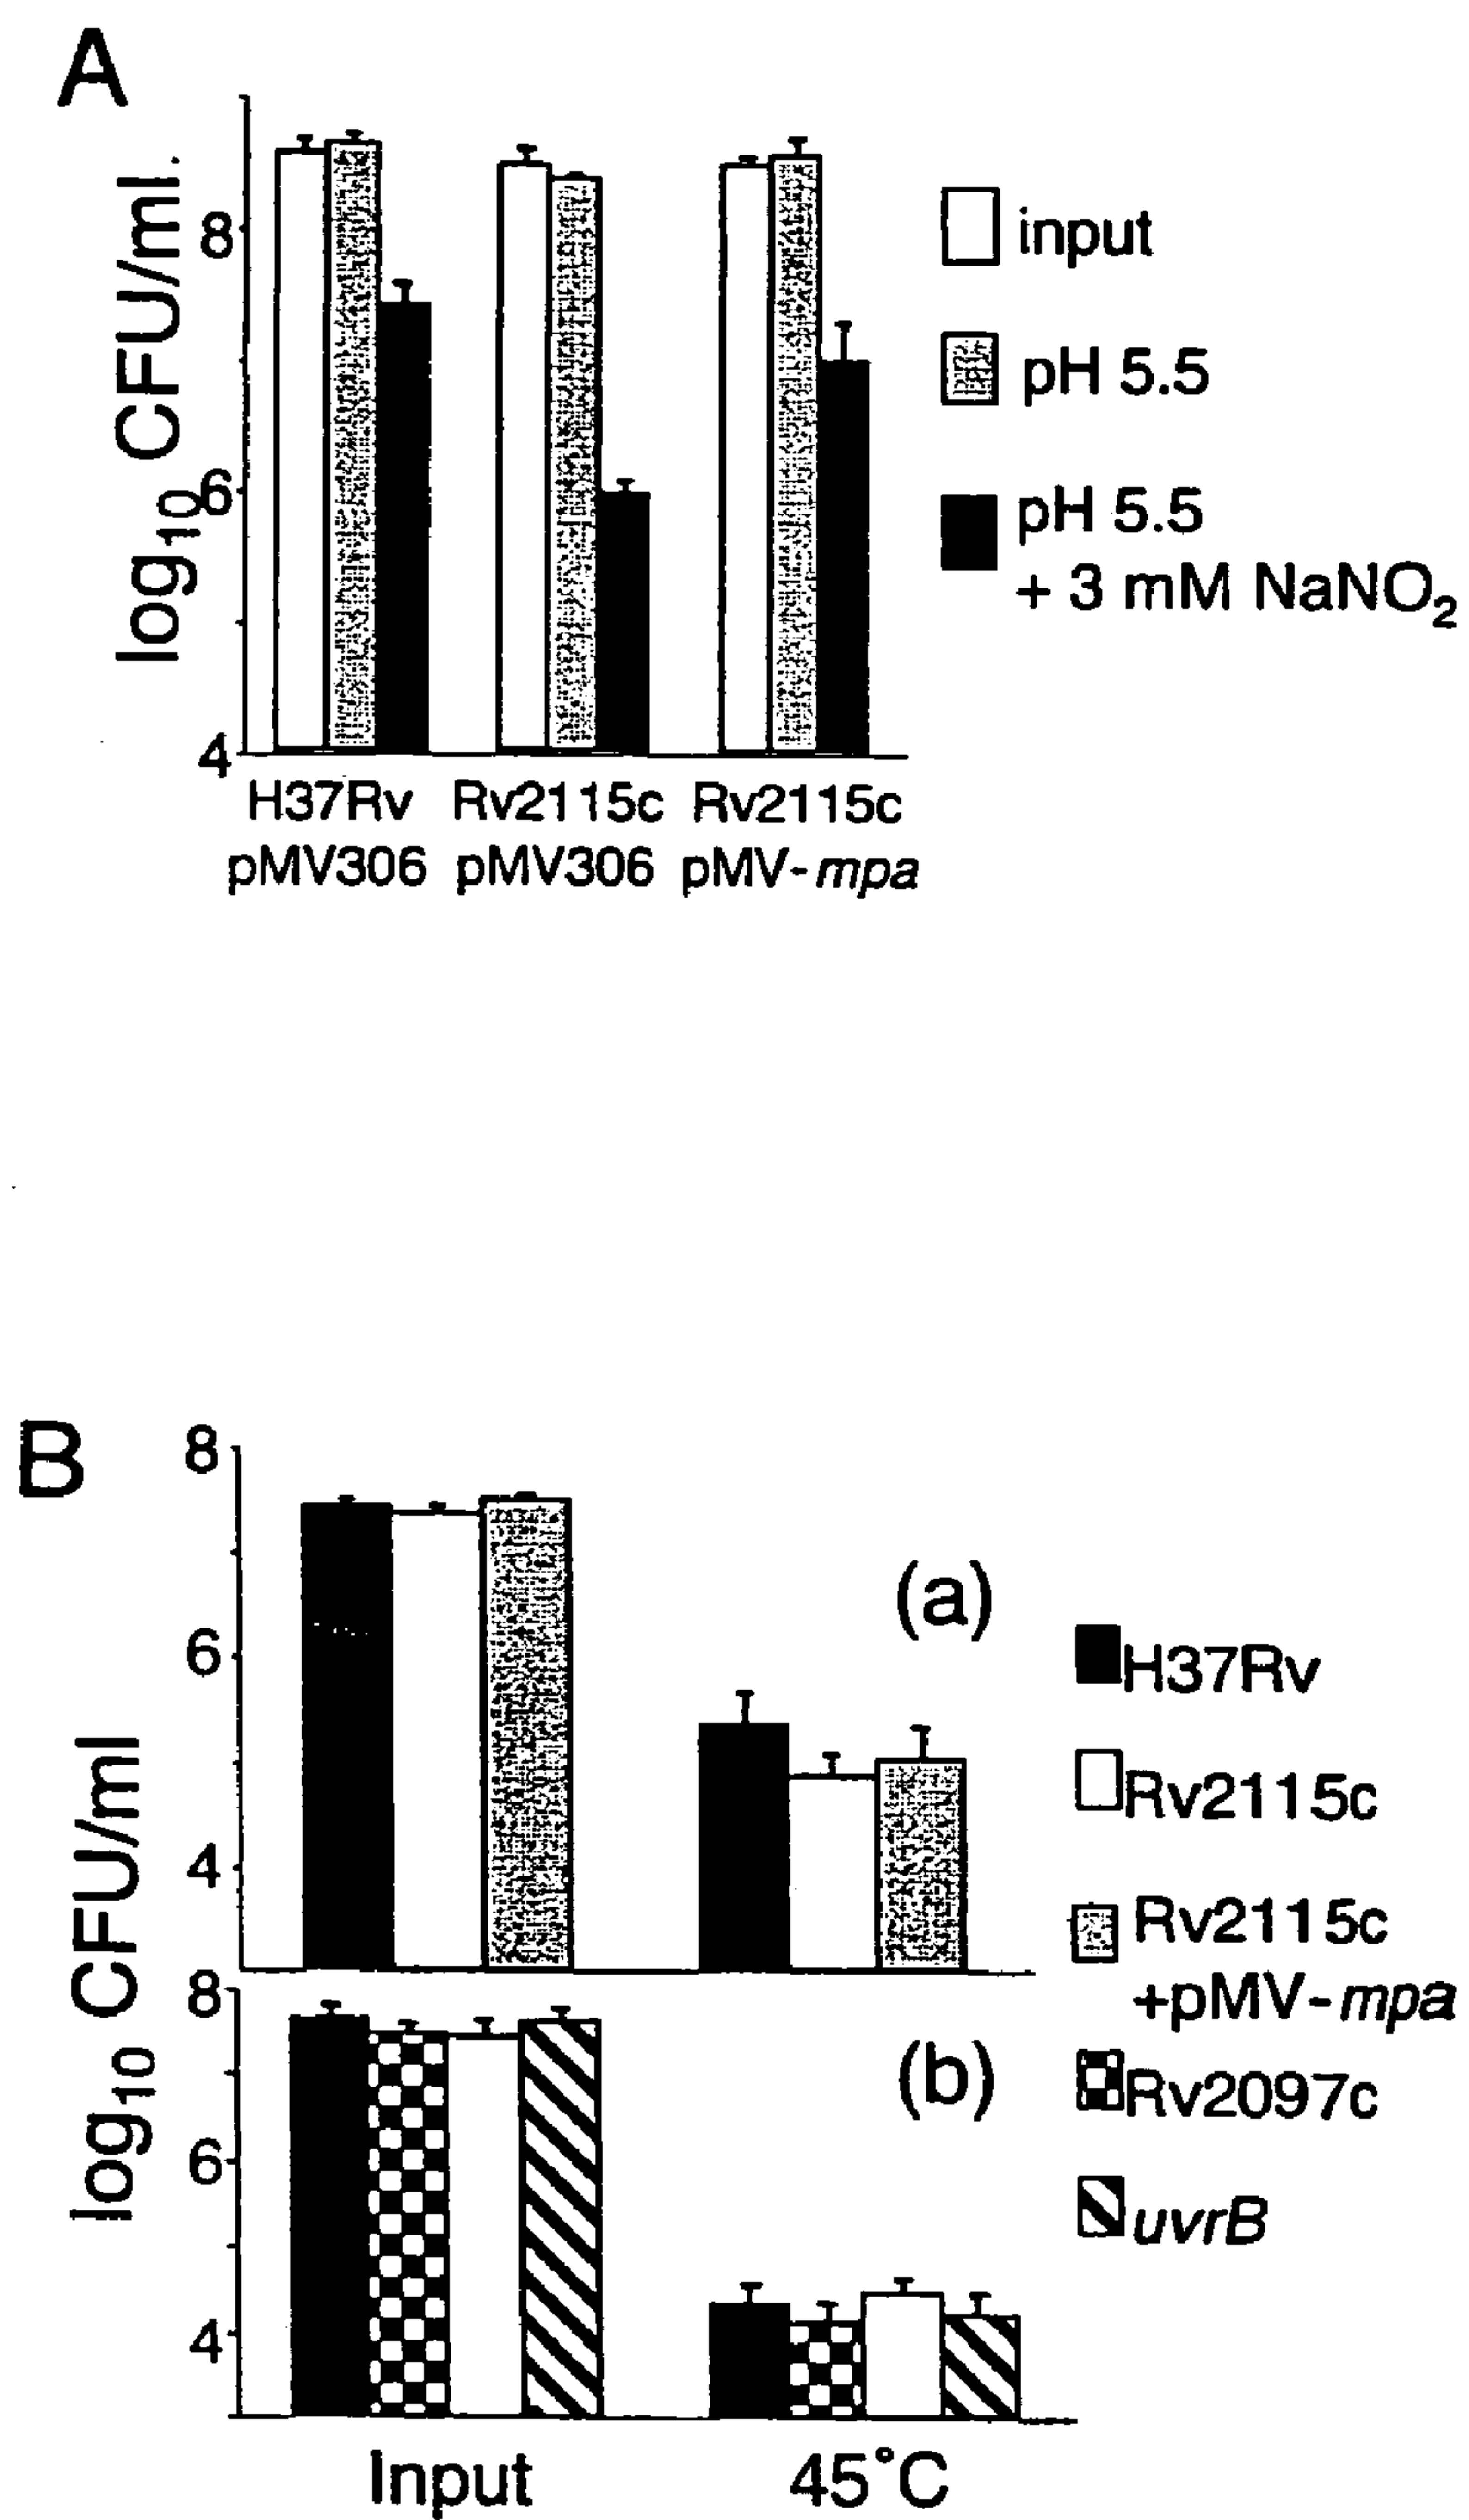 A
log10 CFU/ml.
8
6
4
input
pH 5.5
pH 5.5
+ 3 mM NaNO2
H37Rv Rv2115c Rv2115c
pMV306 pMV306 pMV-mpa
B
log10 CFU/ml
8
6
4
(a)
8
6
4
(b)
H37Rv
Rv2115c
Rv2115c
+pMV-mpa
Rv2097c
uvrB
Input 45°C